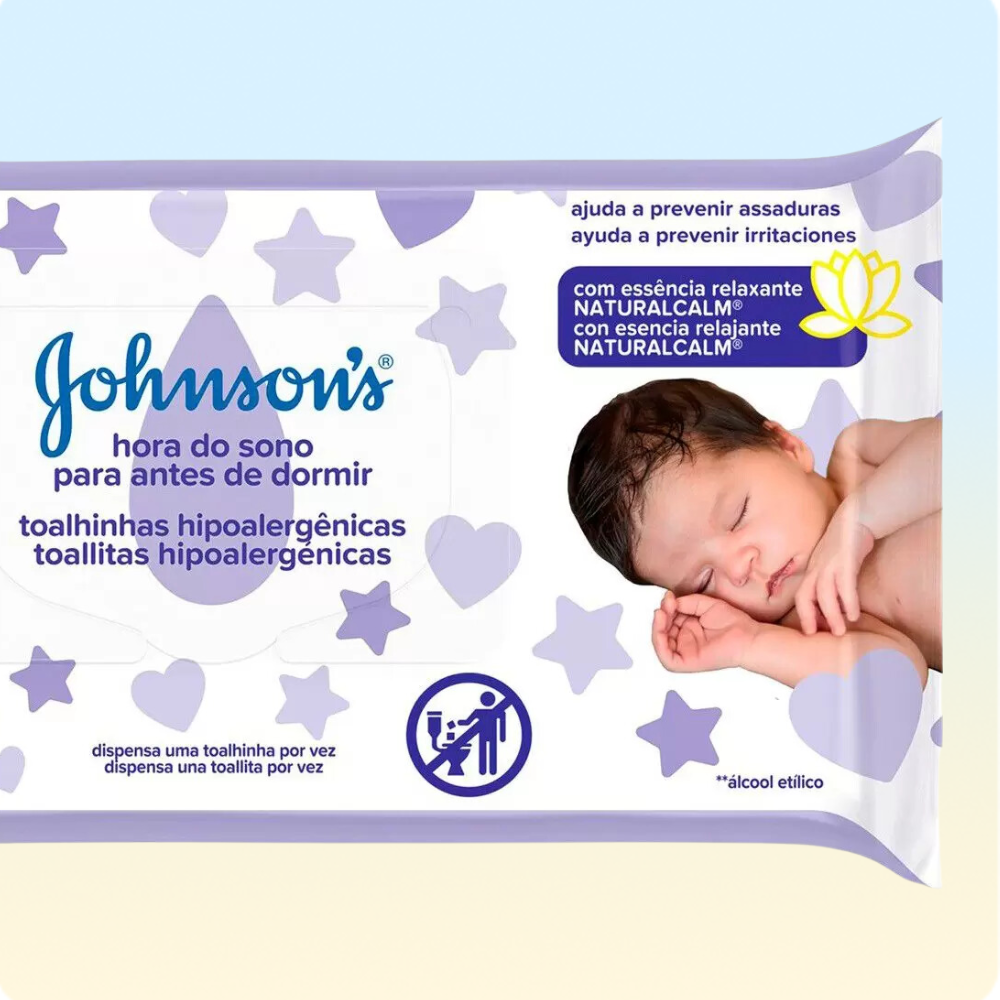 ajuda a prevenir assaduras
ayuda a prevenir irritaciones
com essência relaxante
NATURALCALM®
con esencia relajante
NATURALCALM®
Johnson's®
hora do sono
para antes de dormir
toalhinhas hipoalergênicas
toallitas hipoalergénicas
dispensa uma toalhinha por vez
dispensa una toallita por vez
**álcool etílico